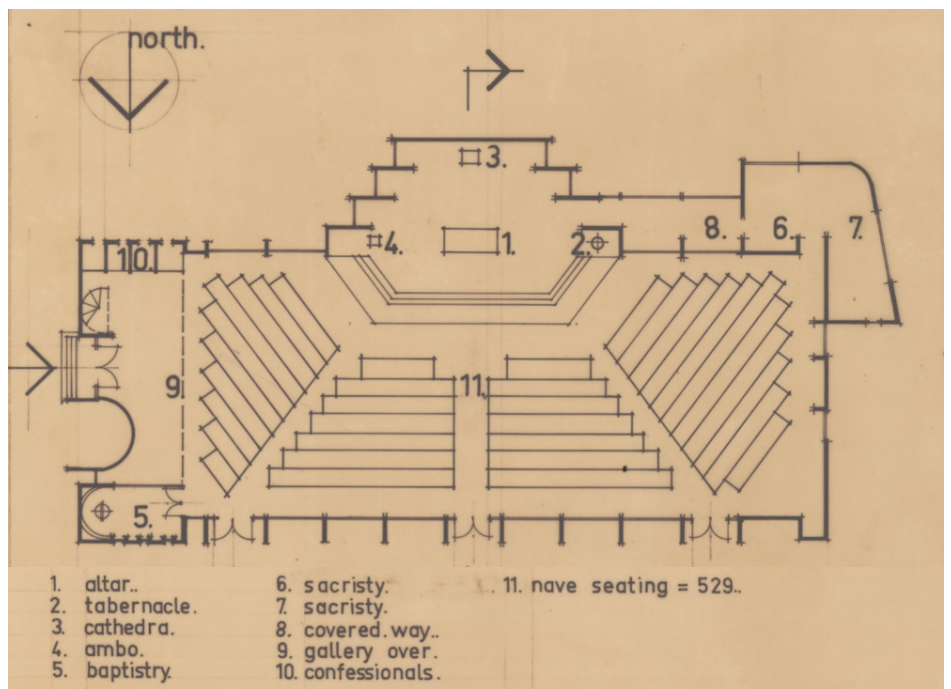 north.
3.
4.
1.
2.
8.
6.
7.
10.
9.
11.
5.
1. altar..
2. tabernacle.
3. cathedra.
4. ambo.
5. baptistry.
6. sacristy.
7. sacristy.
8. covered.way..
9. gallery over.
10. confessionals.
11. nave seating = 529..